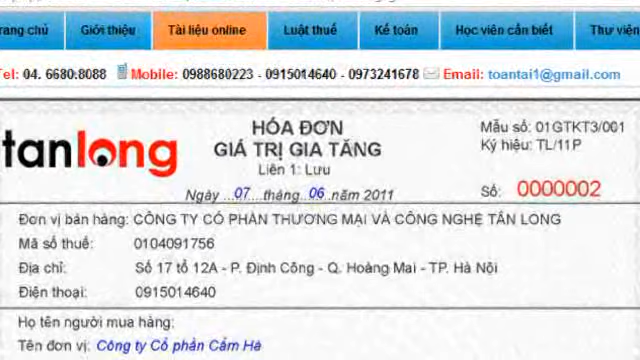 rang chủ Giới thiệu Tài liệu online Luật thuế Kế toán Học viên cần biết Thư viện
Tel: 04. 6680.8088 Mobile: 0988680223 - 0915014640 - 0973241678 Email: toantai1@gmail.com
tanlong
HÓA ĐƠN
GIÁ TRỊ GIA TĂNG
Liên 1: Lưu
Ngày ...07....tháng..06..năm 2011
Mẫu số: 01GTKT3/001
Ký hiệu: TL/11P
Số: 0000002
Đơn vị bán hàng: CÔNG TY CỔ PHẦN THƯƠNG MẠI VÀ CÔNG NGHỆ TÂN LONG
Mã số thuế: 0104091756
Địa chỉ: Số 17 tổ 12A - P. Định Công - Q. Hoàng Mai - TP. Hà Nội
Điện thoại: 0915014640
Họ tên người mua hàng:
Tên đơn vị: Công ty Cổ phần Cẩm Hà